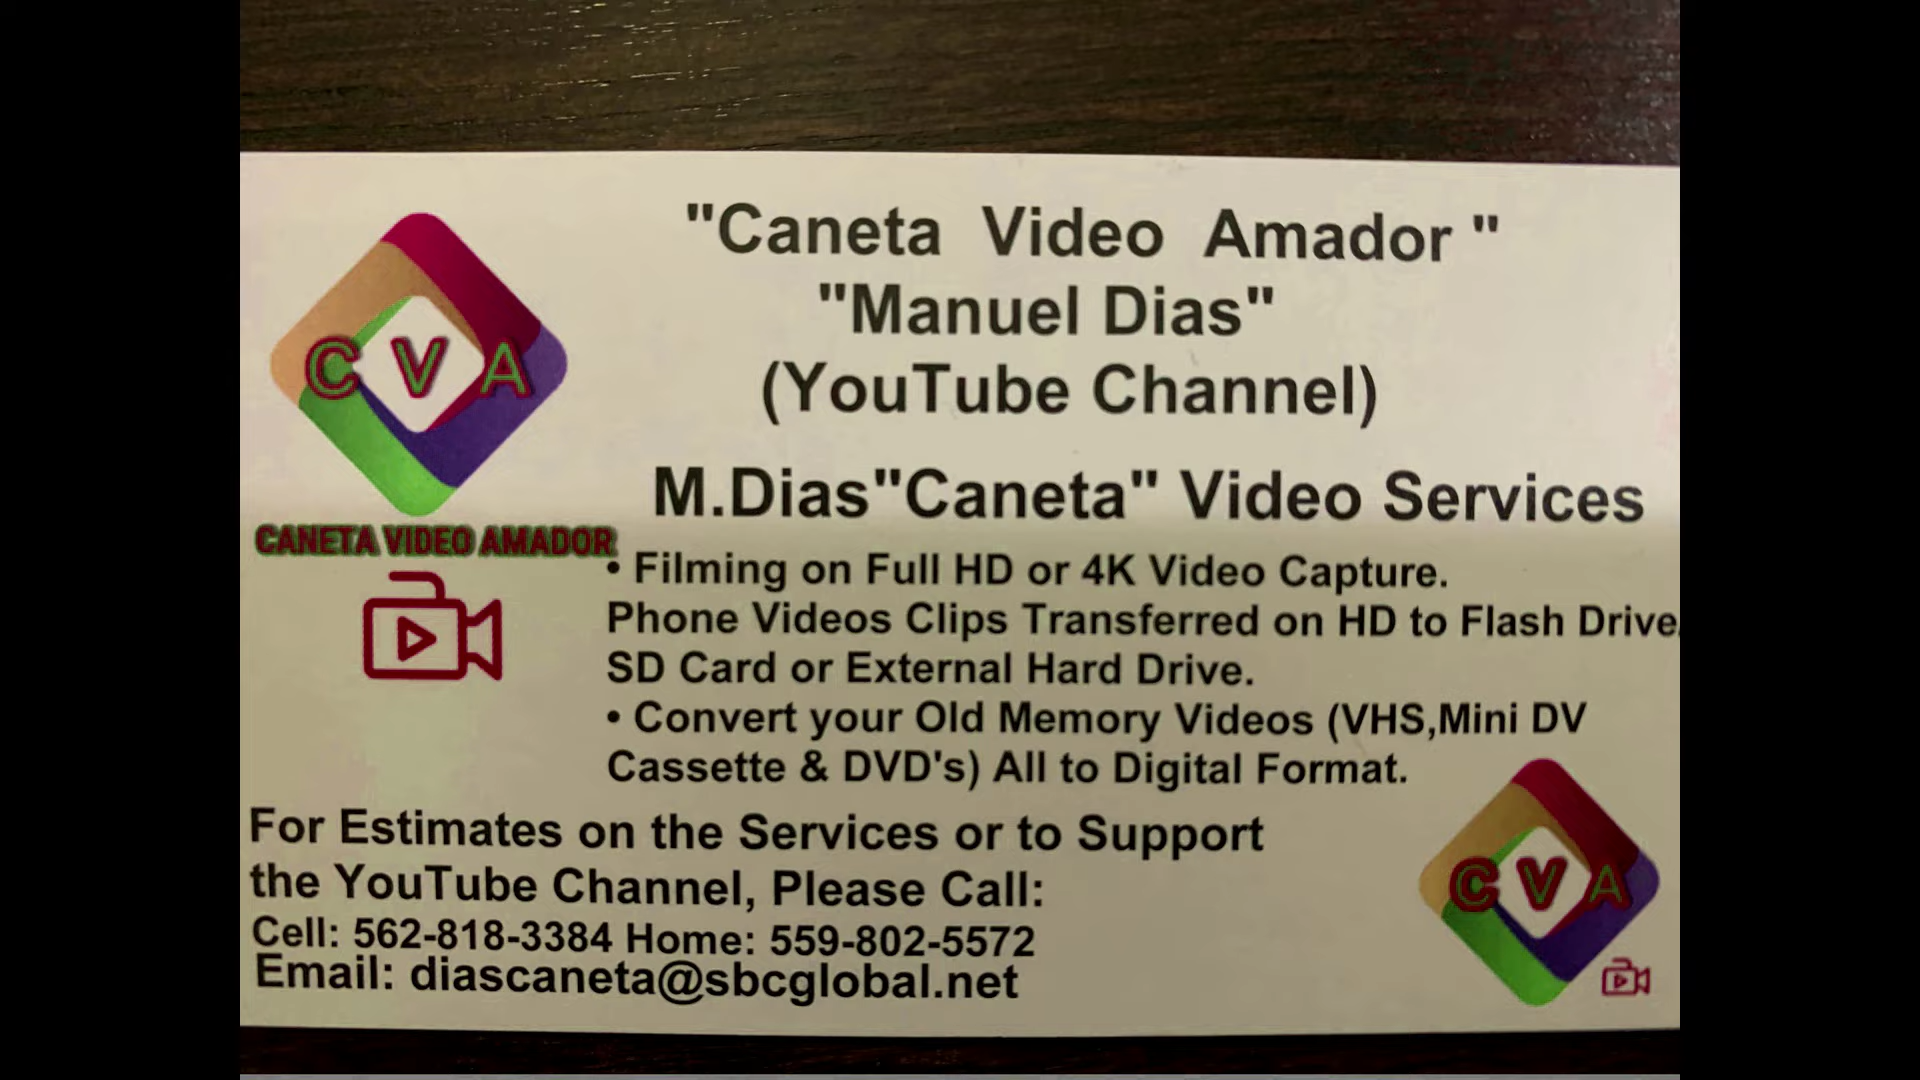 "Caneta Video Amador "
"Manuel Dias"
(YouTube Channel)
C V A
CANETA VIDEO AMADOR
M.Dias"Caneta" Video Services
• Filming on Full HD or 4K Video Capture.
Phone Videos Clips Transferred on HD to Flash Drive,
SD Card or External Hard Drive.
• Convert your Old Memory Videos (VHS,Mini DV
Cassette & DVD's) All to Digital Format.
For Estimates on the Services or to Support
the YouTube Channel, Please Call:
Cell: 562-818-3384 Home: 559-802-5572
Email: diascaneta@sbcglobal.net
C V A